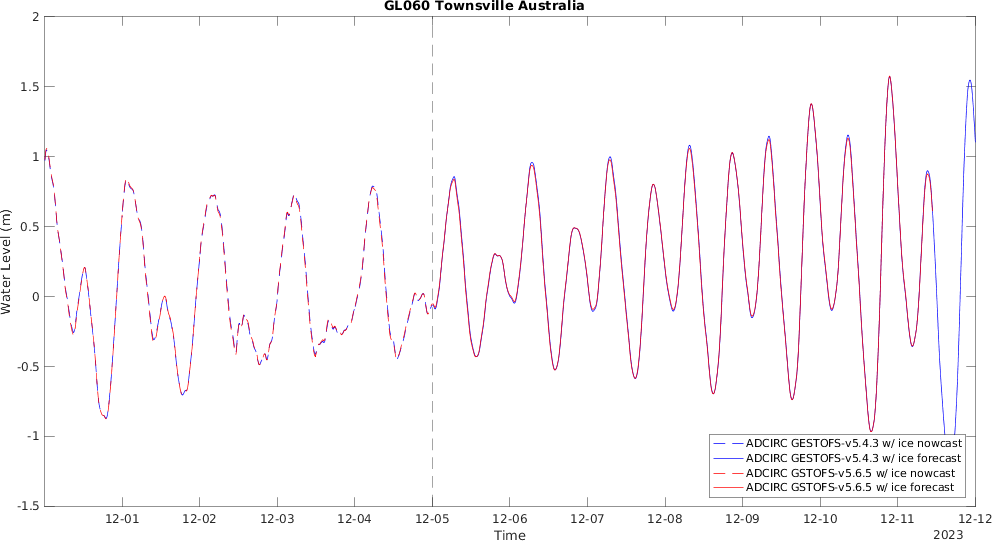 GL060 Townsville Australia
2
1.5
1
0.5
0
-0.5
-1
-1.5
Water Level (m)
12-01 12-02 12-03 12-04 12-05 12-06 12-07 12-08 12-09 12-10 12-11 12-12
Time
2023
ADCIRC GESTOFS-v5.4.3 w/ ice nowcast
ADCIRC GESTOFS-v5.4.3 w/ ice forecast
ADCIRC GSTOFS-v5.6.5 w/ ice nowcast
ADCIRC GSTOFS-v5.6.5 w/ ice forecast